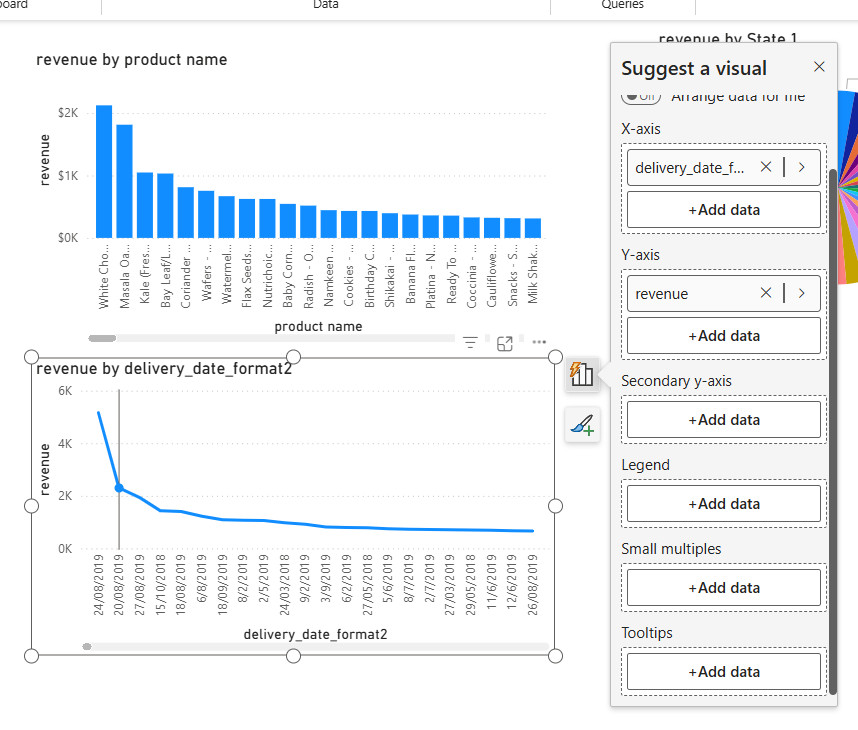 oard
Data
Queries
revenue by product name
revenue
$2K
$1K
$0K
White Cho...
Masala Oa...
Kale (Fres...
Bay Leaf/L...
Coriander ...
Wafers - ...
Watermel...
Flax Seeds...
Nutrichoic...
Baby Corn...
Radish - O...
Namkeen ...
Cookies - ...
Birthday C...
Shikakai - ...
Banana Fl...
Platina - N...
Ready To ...
Coccinia - ...
Cauliflowe...
Snacks - S...
Milk Shak...
product name
revenue by delivery_date_format2
revenue
6K
4K
2K
0K
24/08/2019
20/08/2019
27/08/2019
15/10/2019
18/08/2019
6/8/2019
18/09/2019
8/2/2019
2/5/2019
24/03/2018
9/2/2019
3/9/2019
6/2/2019
27/05/2018
5/6/2019
8/7/2019
2/7/2019
27/03/2019
29/05/2018
11/6/2019
12/6/2019
26/08/2019
delivery_date_format2
revenue by State 1
Suggest a visual
Off
Arrange data for me
X-axis
delivery_date_f...
+Add data
Y-axis
revenue
+Add data
Secondary y-axis
+Add data
Legend
+Add data
Small multiples
+Add data
Tooltips
+Add data